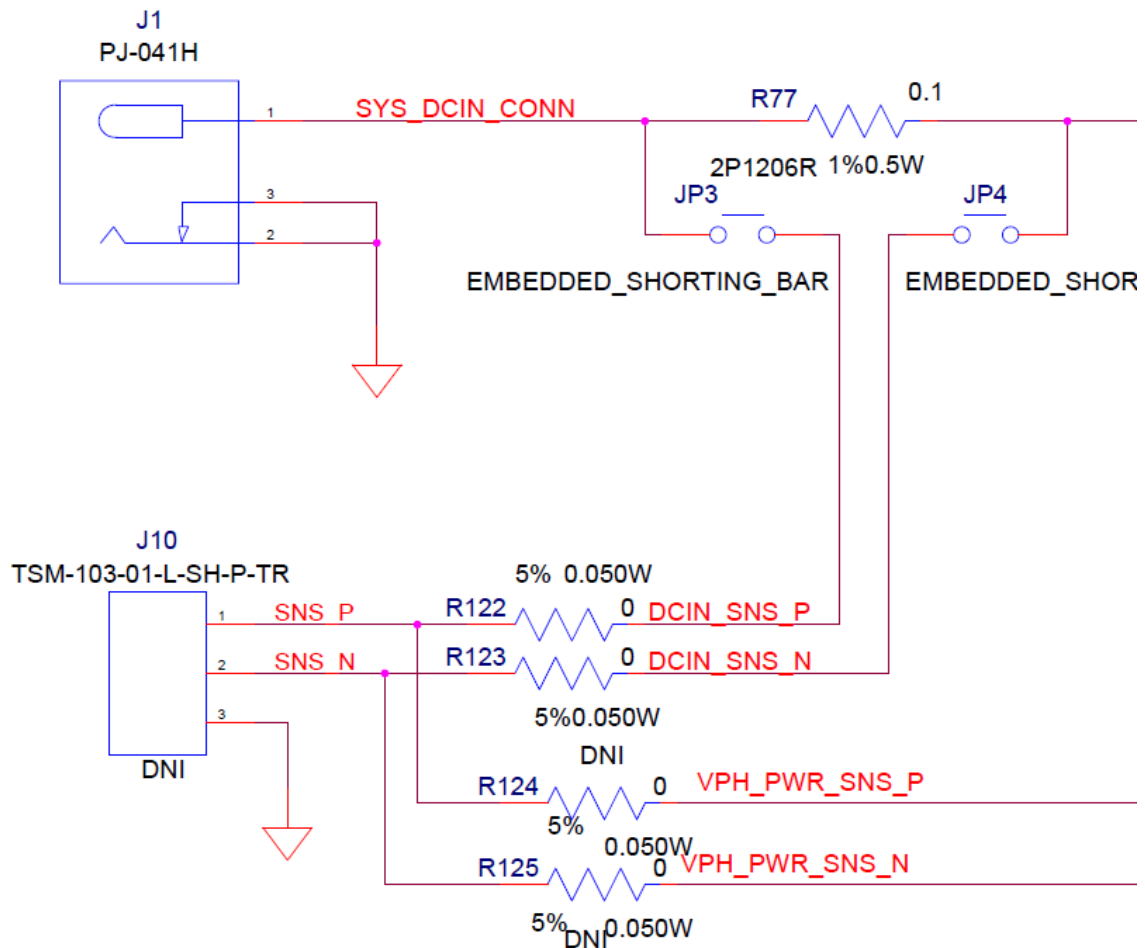 J1
PJ-041H
1
SYS_DCIN_CONN
R77
0.1
3
2
2P1206R
1%0.5W
JP3
JP4
EMBEDDED_SHORTING_BAR
EMBEDDED_SHOR
J10
TSM-103-01-L-SH-P-TR
1
SNS_P
R122
5%
0.050W
0
DCIN_SNS_P
2
SNS_N
R123
0
DCIN_SNS_N
5%0.050W
3
DNI
DNI
R124
0
VPH_PWR_SNS_P
5%
0.050W
R125
0
VPH_PWR_SNS_N
5%
0.050W
DNI